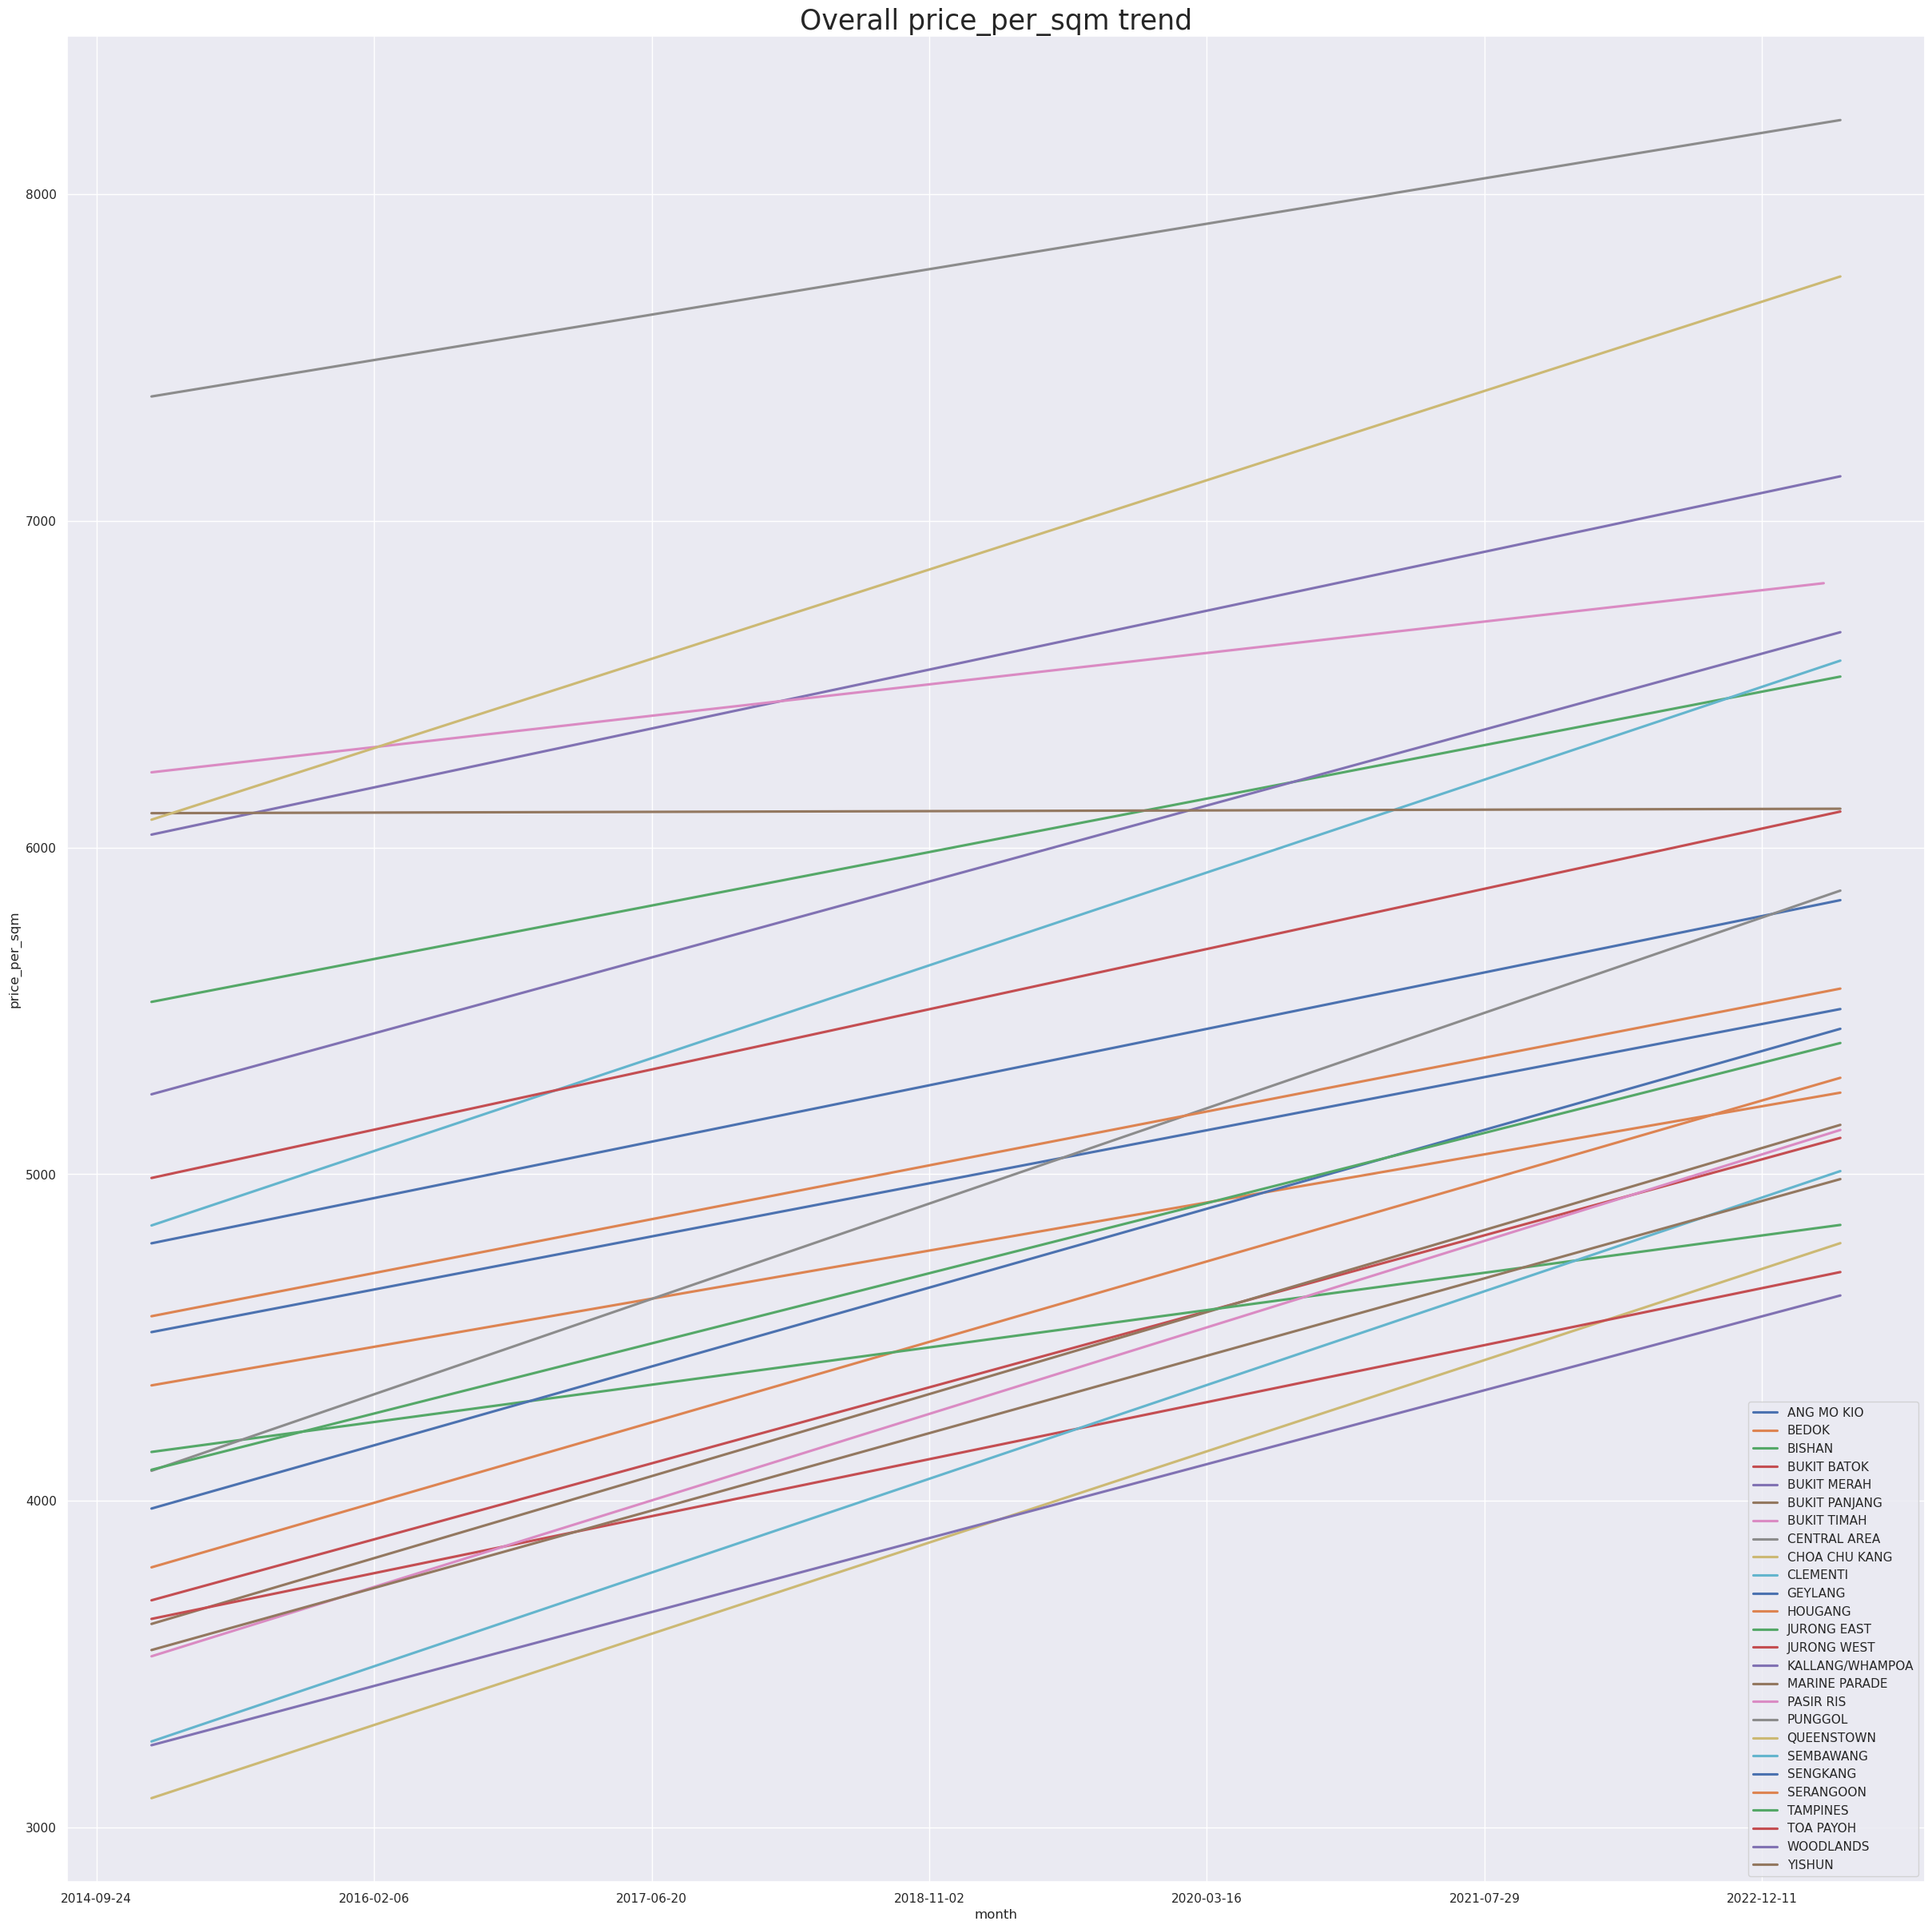 Overall price_per_sqm trend
8000
7000
6000
5000
4000
3000
price_per_sqm
2014-09-24
2016-02-06
2017-06-20
2018-11-02
2020-03-16
2021-07-29
2022-12-11
month
ANG MO KIO
BEDOK
BISHAN
BUKIT BATOK
BUKIT MERAH
BUKIT PANJANG
BUKIT TIMAH
CENTRAL AREA
CHOA CHU KANG
CLEMENTI
GEYLANG
HOUGANG
JURONG EAST
JURONG WEST
KALLANG/WHAMPOA
MARINE PARADE
PASIR RIS
PUNGGOL
QUEENSTOWN
SEMBAWANG
SENGKANG
SERANGOON
TAMPINES
TOA PAYOH
WOODLANDS
YISHUN